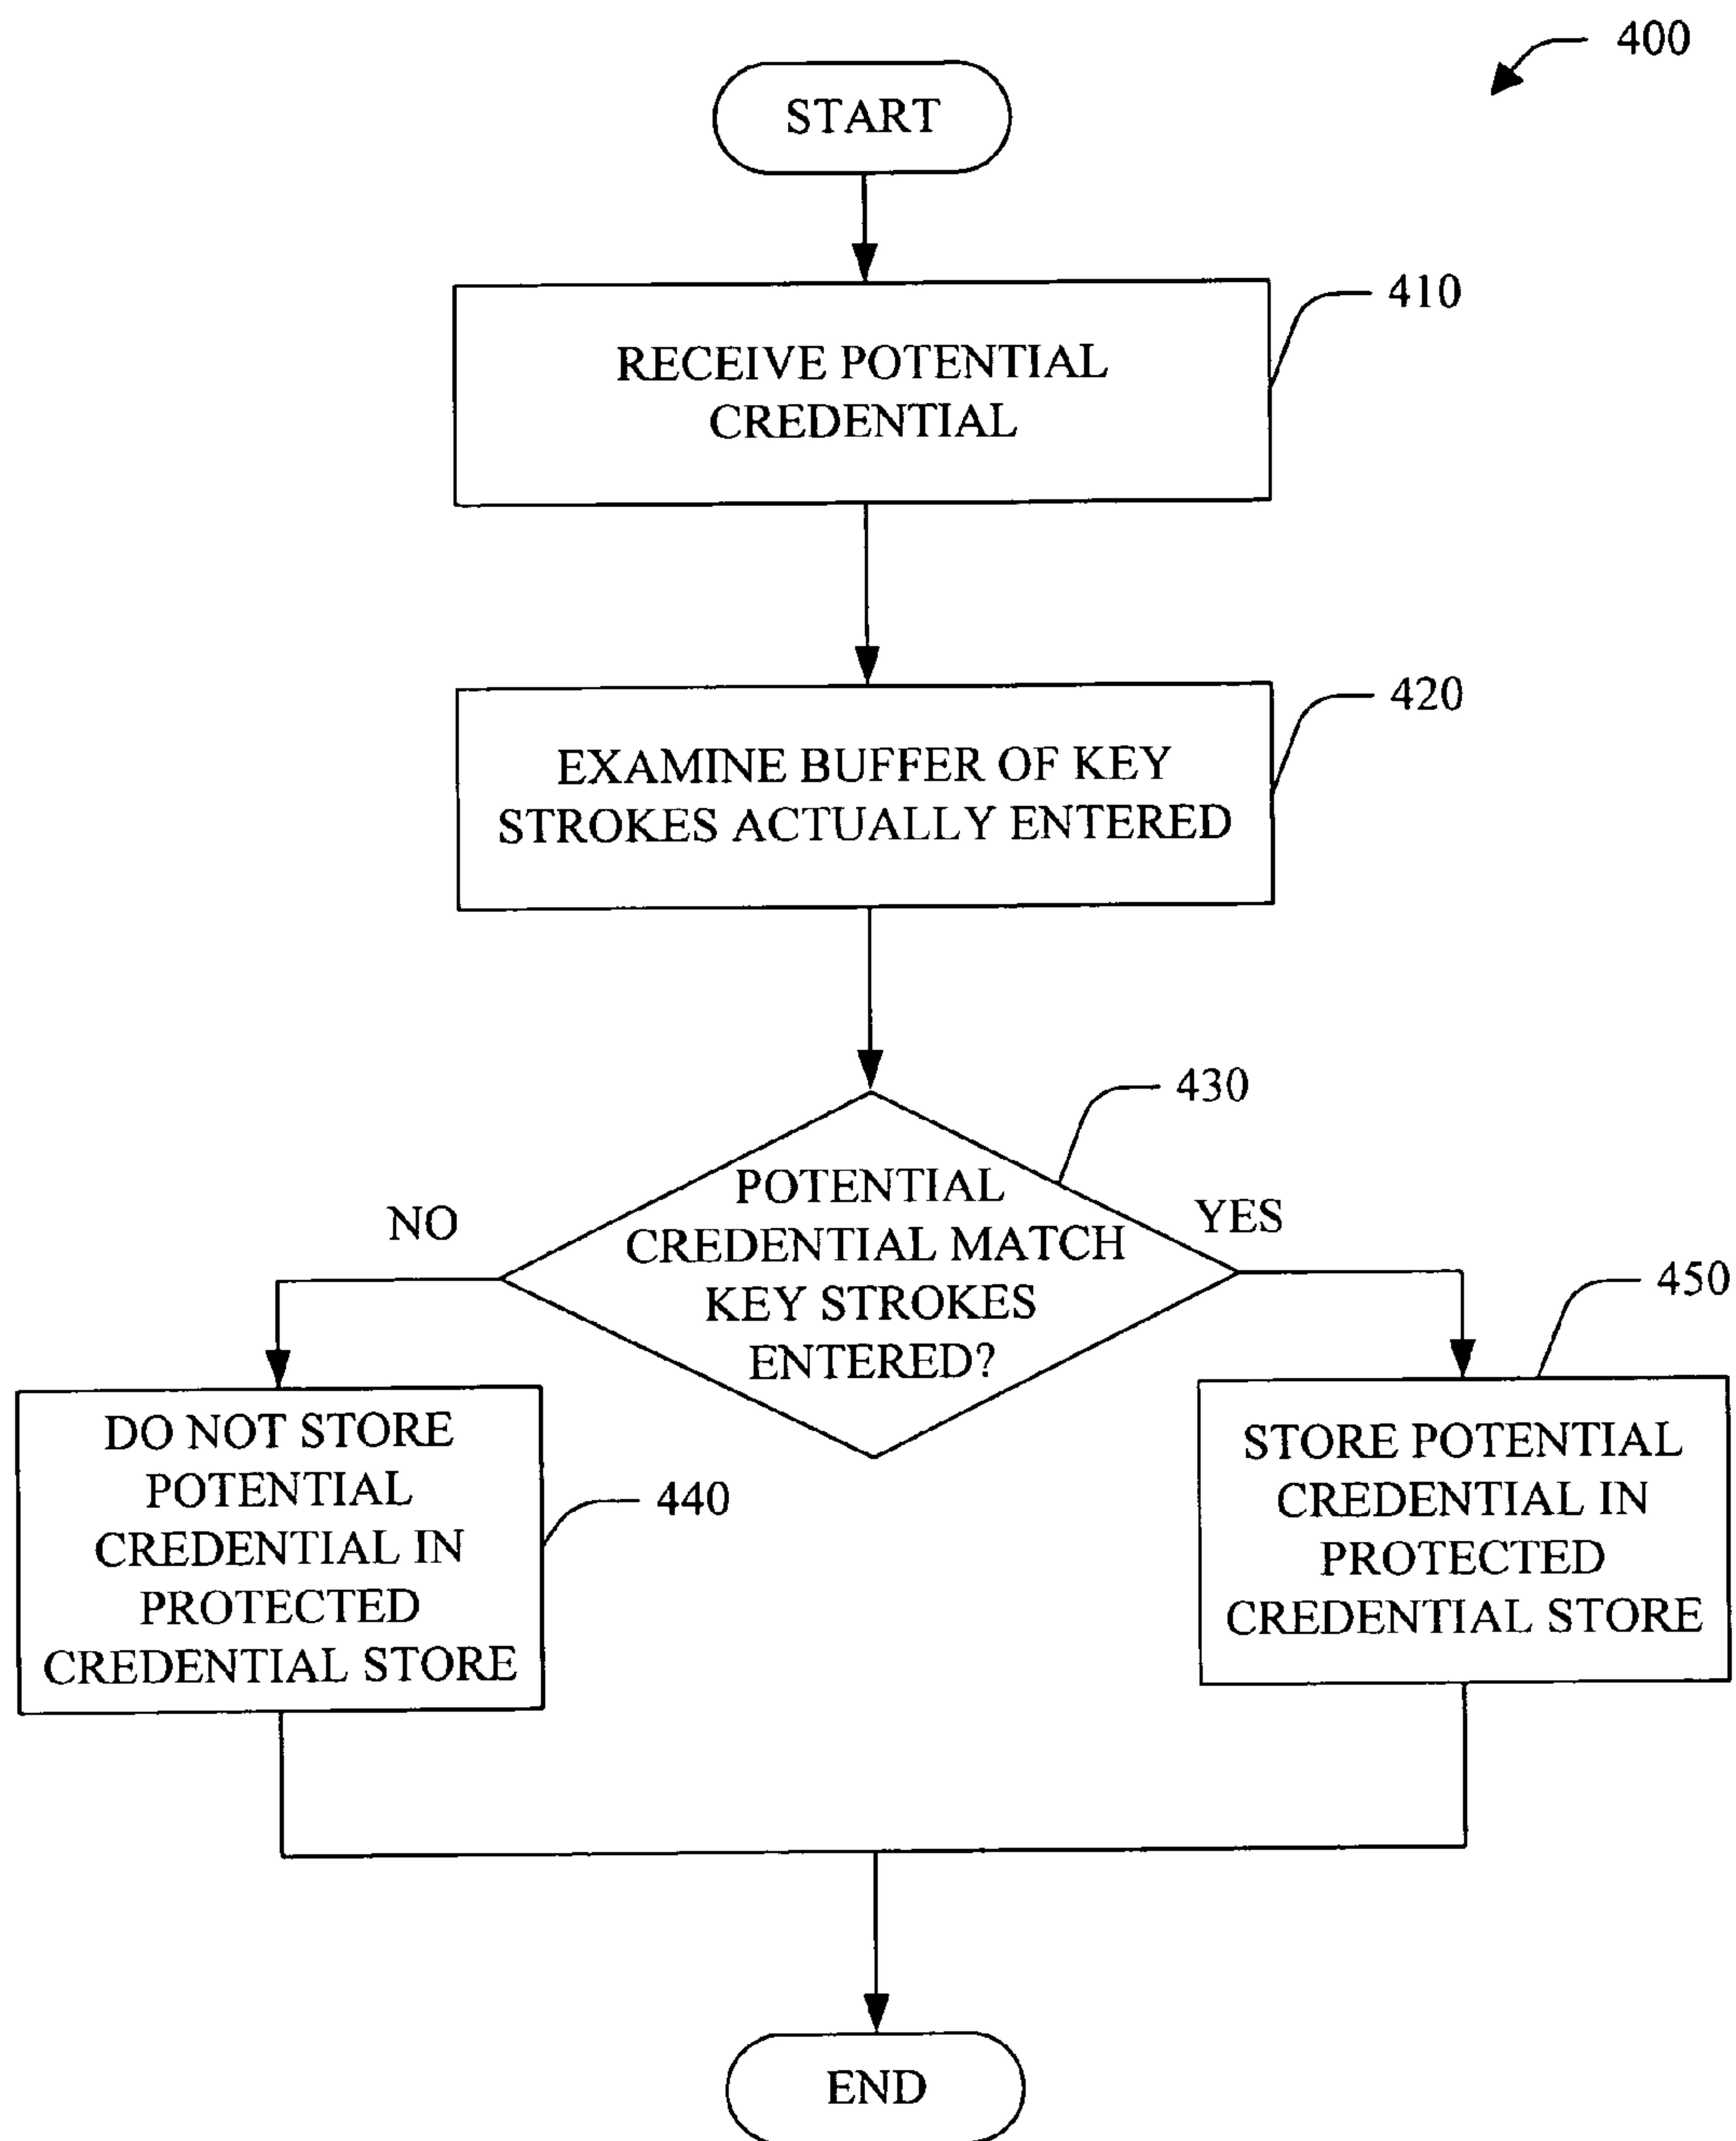 400
START
410
RECEIVE POTENTIAL
CREDENTIAL
420
EXAMINE BUFFER OF KEY
STROKES ACTUALLY ENTERED
430
POTENTIAL
CREDENTIAL MATCH
KEY STROKES
ENTERED?
NO
YES
440
DO NOT STORE
POTENTIAL
CREDENTIAL IN
PROTECTED
CREDENTIAL STORE
450
STORE POTENTIAL
CREDENTIAL IN
PROTECTED
CREDENTIAL STORE
END